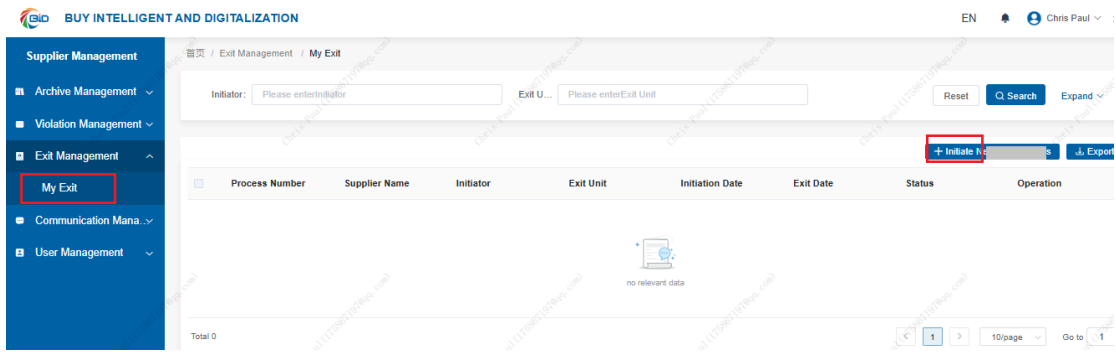 BID BUY INTELLIGENT AND DIGITALIZATION EN Chris Paul
Supplier Management
首页 / Exit Management / My Exit
Archive Management
Initiator: Please enterInitiator Exit U... Please enterExit Unit Reset Search Expand
Violation Management
Exit Management
+ Initiate Export
My Exit
Process Number Supplier Name Initiator Exit Unit Initiation Date Exit Date Status Operation
Communication Mana...
User Management
no relevant data
Total 0 < 1 > 10/page Go to 1